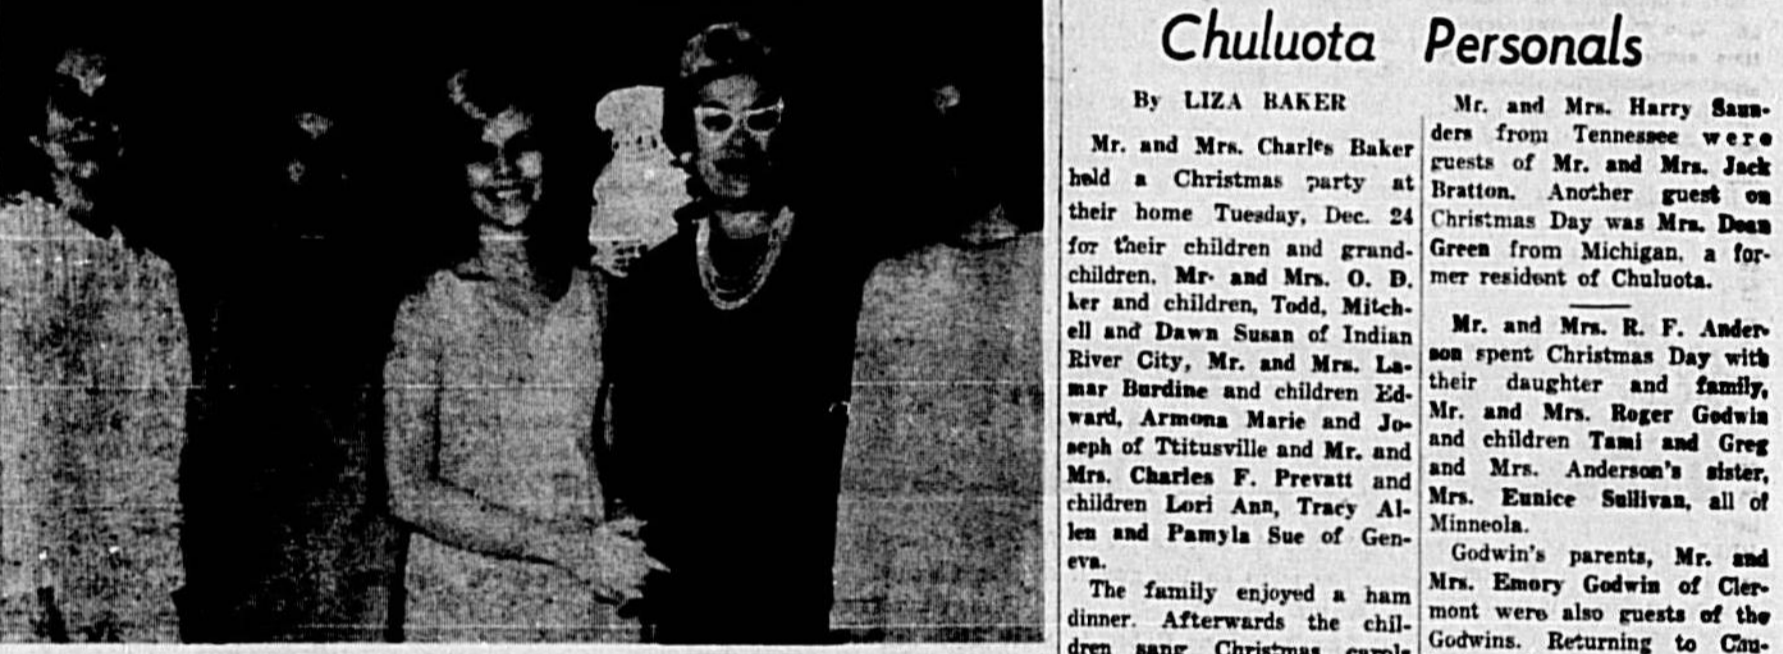 Chuluota Personals
By LIZA BAKER
Mr. and Mrs. Charles Baker
held a Christmas party at
their home Tuesday, Dec. 24
for their children and grand-
children. Mr. and Mrs. O. D.
ker and children, Todd, Mitch-
ell and Dawn Susan of Indian
River City, Mr. and Mrs. La-
mar Burdine and children Ed-
ward, Armona Marie and Jo-
seph of Ttitusville and Mr. and
Mrs. Charles F. Prevatt and
children Lori Ann, Tracy Al-
len and Pamyla Sue of Gen-
eva.
The family enjoyed a ham
dinner. Afterwards the chil-
dren sang Christmas carols
Mr. and Mrs. Harry Saun-
ders from Tennessee were
guests of Mr. and Mrs. Jack
Bratton. Another guest on
Christmas Day was Mrs. Dean
Green from Michigan, a for-
mer resident of Chuluota.
Mr. and Mrs. R. F. Ander-
son spent Christmas Day with
their daughter and family,
Mr. and Mrs. Roger Godwin
and children Tami and Greg
and Mrs. Anderson's sister,
Mrs. Eunice Sullivan, all of
Minneola.
Godwin's parents, Mr. and
Mrs. Emory Godwin of Cler-
mont were also guests of the
Godwins. Returning to Chu-